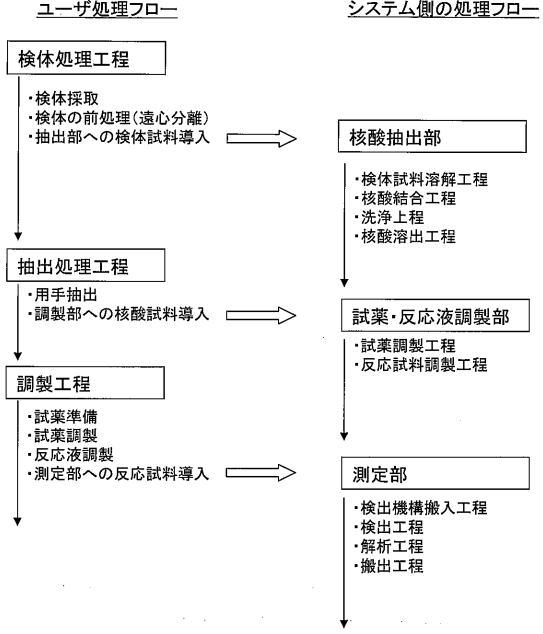 ユーザ処理フロー
検体処理工程
・検体採取
・検体の前処理(遠心分離)
・抽出部への検体試料導入
抽出処理工程
・用手抽出
・調製部への核酸試料導入
調製工程
・試薬準備
・試薬調製
・反応液調製
・測定部への反応試料導入
システム側の処理フロー
核酸抽出部
・検体試料溶解工程
・核酸結合工程
・洗浄上程
・核酸溶出工程
試薬・反応液調製部
・試薬調製工程
・反応試料調製工程
測定部
・検出機構搬入工程
・検出工程
・解析工程
・搬出工程